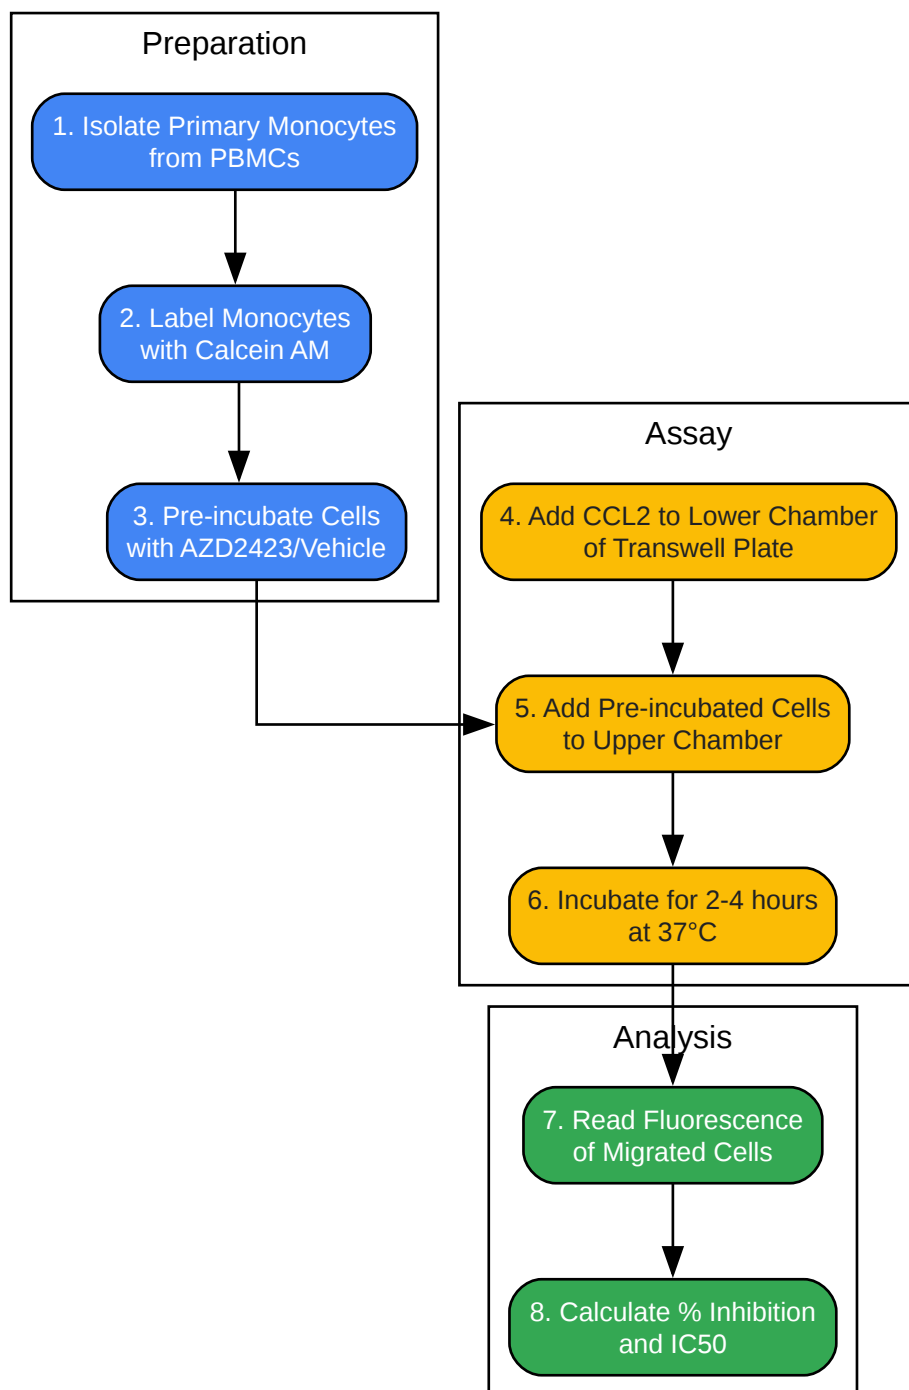 Preparation
1. Isolate Primary Monocytes
from PBMCs
2. Label Monocytes
with Calcein AM
3. Pre-incubate Cells
with AZD2423/Vehicle
Assay
4. Add CCL2 to Lower Chamber
of Transwell Plate
5. Add Pre-incubated Cells
to Upper Chamber
6. Incubate for 2-4 hours
at 37°C
Analysis
7. Read Fluorescence
of Migrated Cells
8. Calculate % Inhibition
and IC50